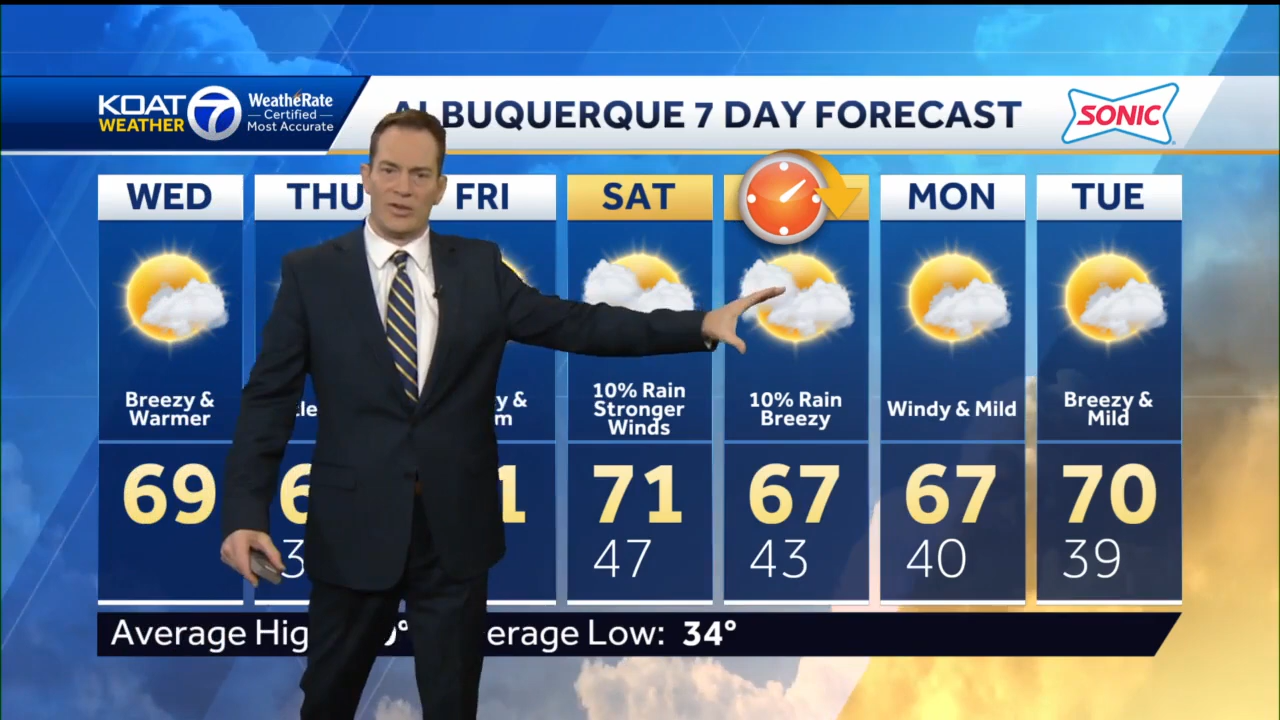 KOAT 7 WeatheRate
WEATHER Certified
Most Accurate
ALBUQUERQUE 7 DAY FORECAST
SONIC
WED THU FRI SAT MON TUE
Breezy &
Warmer
10% Rain
Stronger
Winds
10% Rain
Breezy
Windy & Mild
Breezy &
Mild
69 71 67 67 70
47 43 40 39
Average Low: 34°